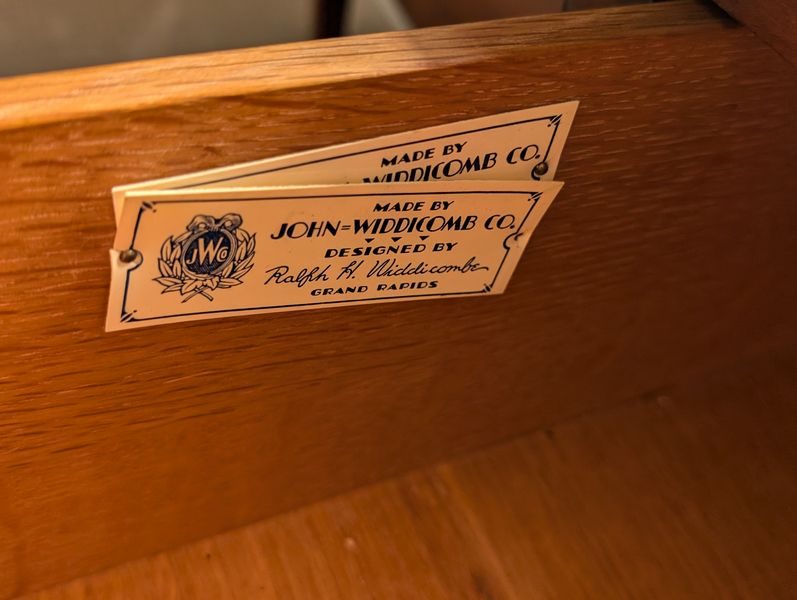 MADE BY
WIDDICOMB CO.
MADE BY
JOHN=WIDDICOMB CO.
DESIGNED BY
Ralph H. Widdicombe
GRAND RAPIDS
JWC